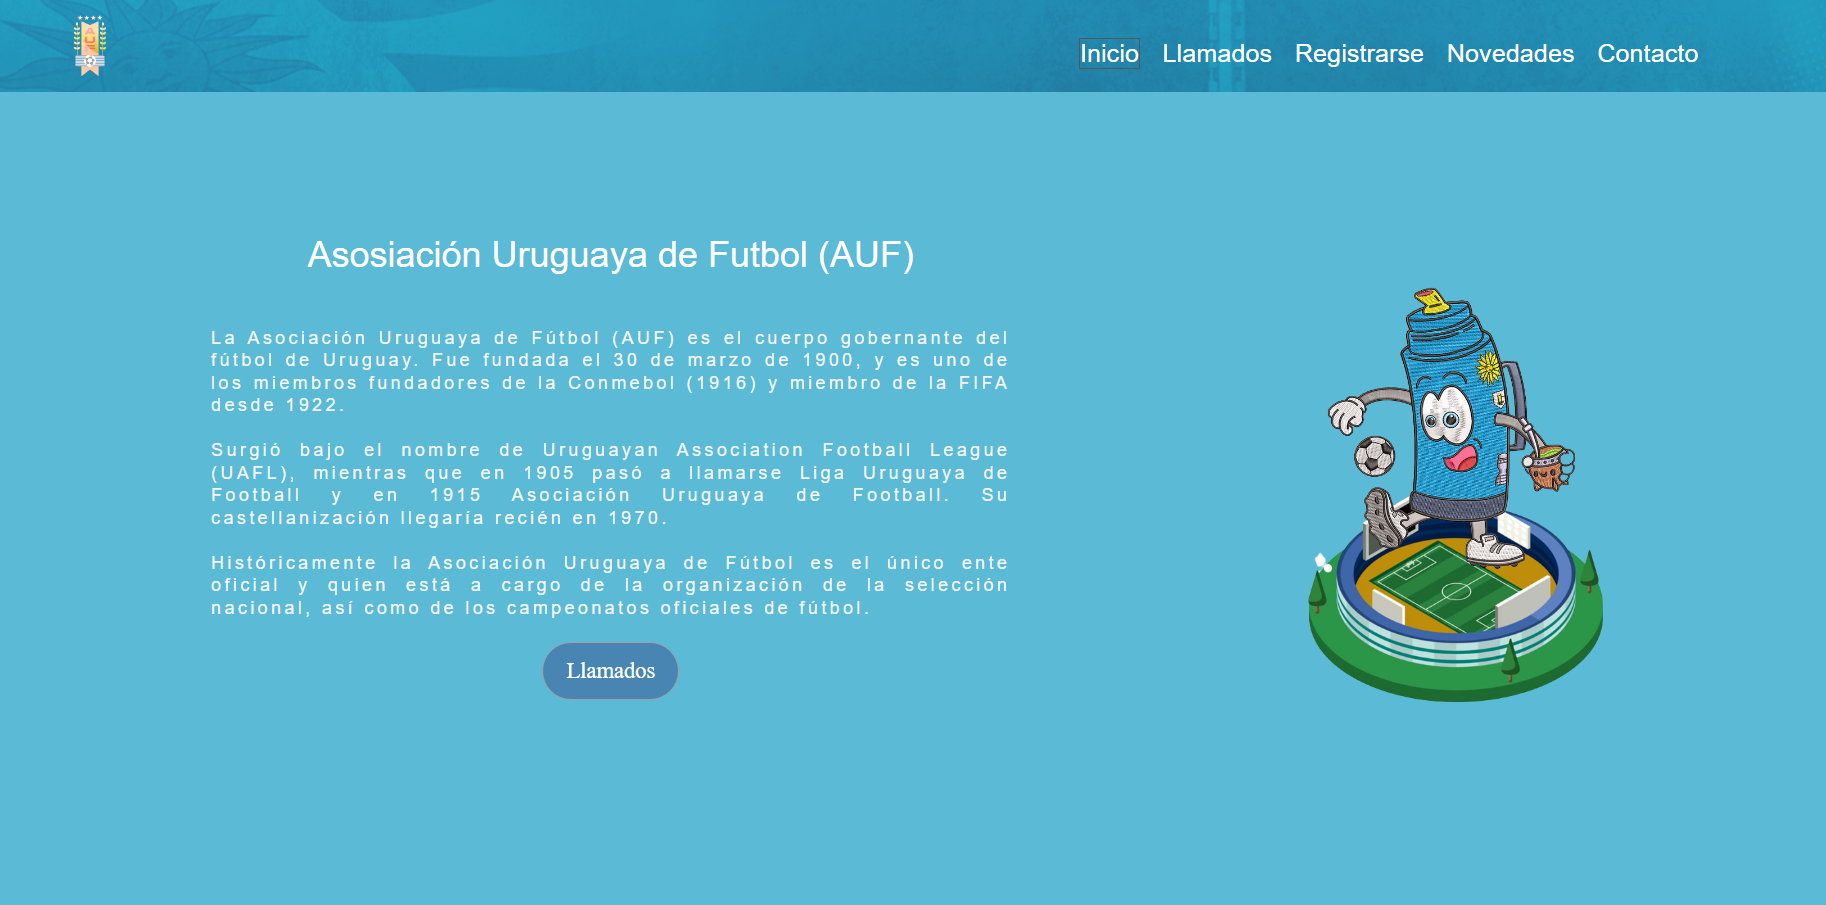 AUF
Inicio Llamados Registrarse Novedades Contacto
Asosiación Uruguaya de Futbol (AUF)
La Asociación Uruguaya de Fútbol (AUF) es el cuerpo gobernante del
fútbol de Uruguay. Fue fundada el 30 de marzo de 1900, y es uno de
los miembros fundadores de la Conmebol (1916) y miembro de la FIFA
desde 1922.
Surgió bajo el nombre de Uruguayan Association Football League
(UAFL), mientras que en 1905 pasó a llamarse Liga Uruguaya de
Football y en 1915 Asociación Uruguaya de Football. Su
castellanización llegaría recién en 1970.
Históricamente la Asociación Uruguaya de Fútbol es el único ente
oficial y quien está a cargo de la organización de la selección
nacional, así como de los campeonatos oficiales de fútbol.
Llamados